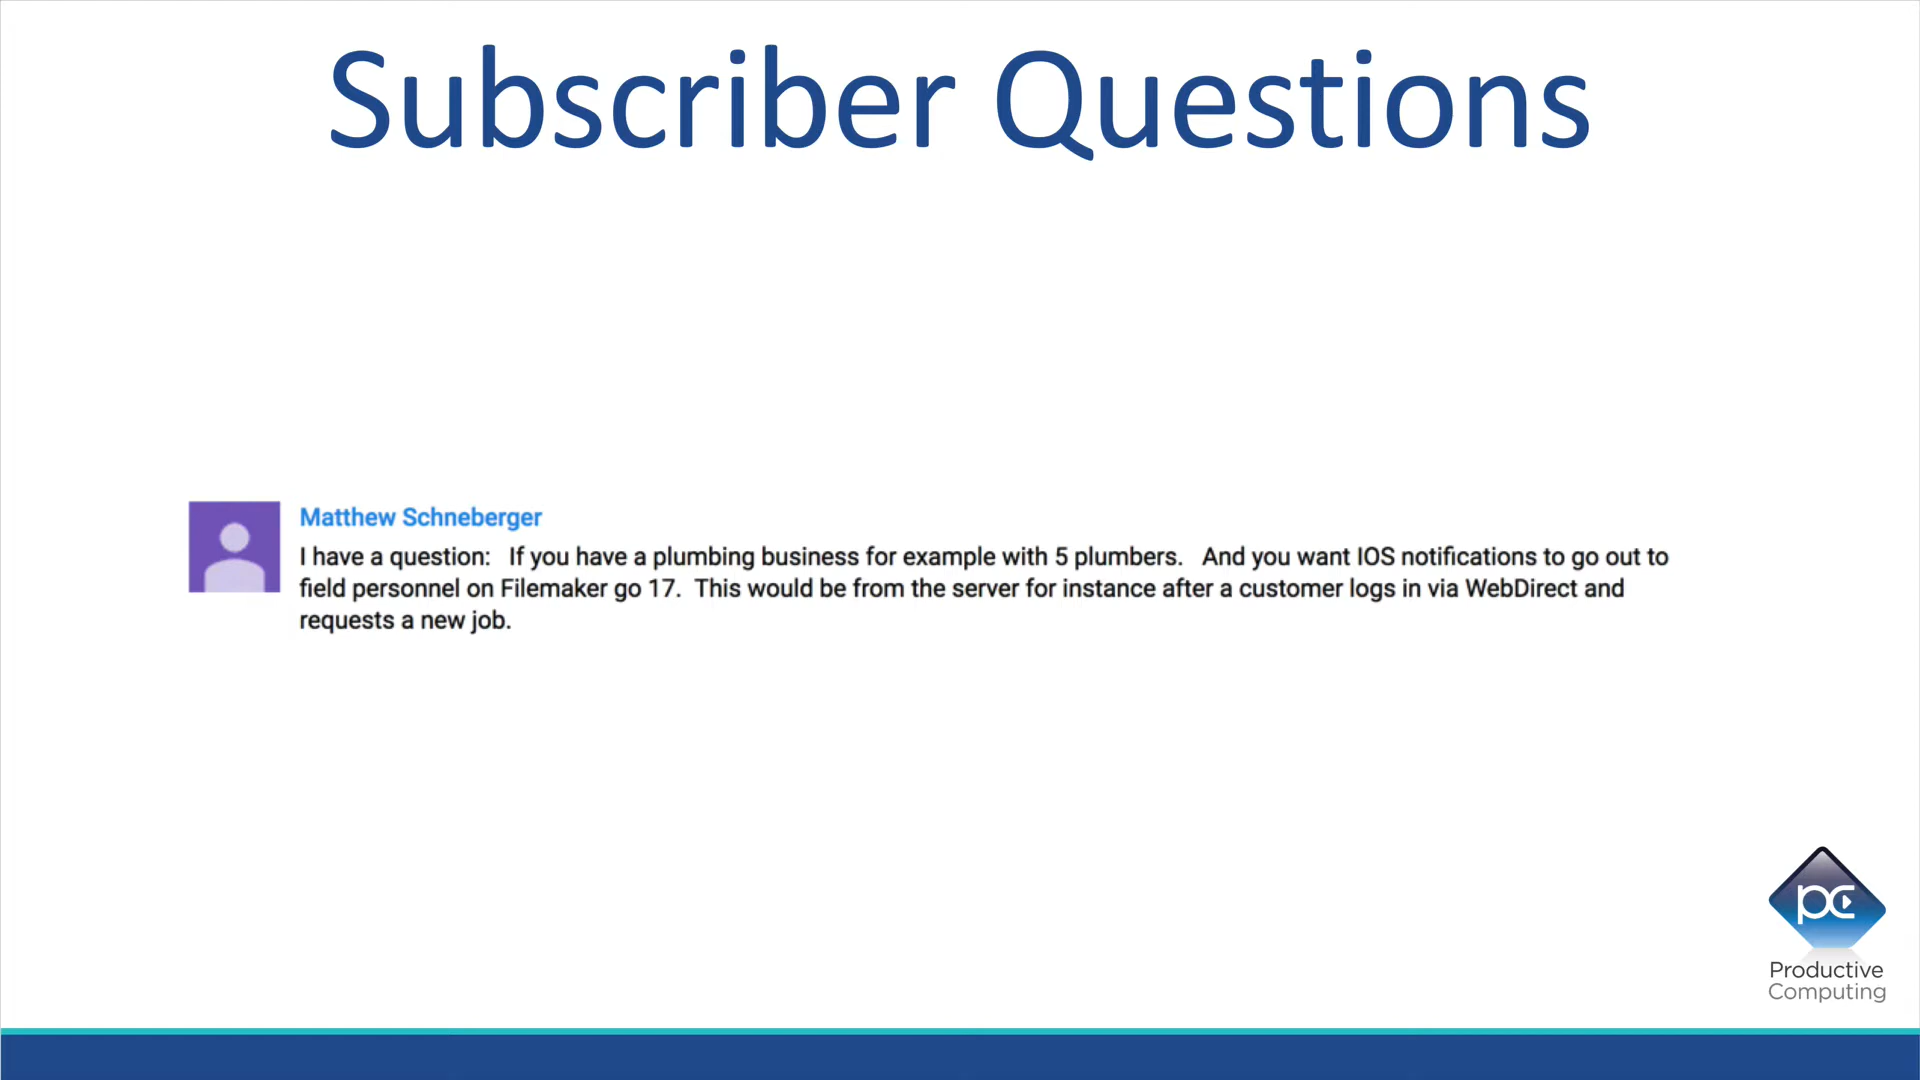 Subscriber Questions
Matthew Schneberger
I have a question:   If you have a plumbing business for example with 5 plumbers.   And you want IOS notifications to go out to
field personnel on Filemaker go 17.  This would be from the server for instance after a customer logs in via WebDirect and
requests a new job.
pc
Productive
Computing